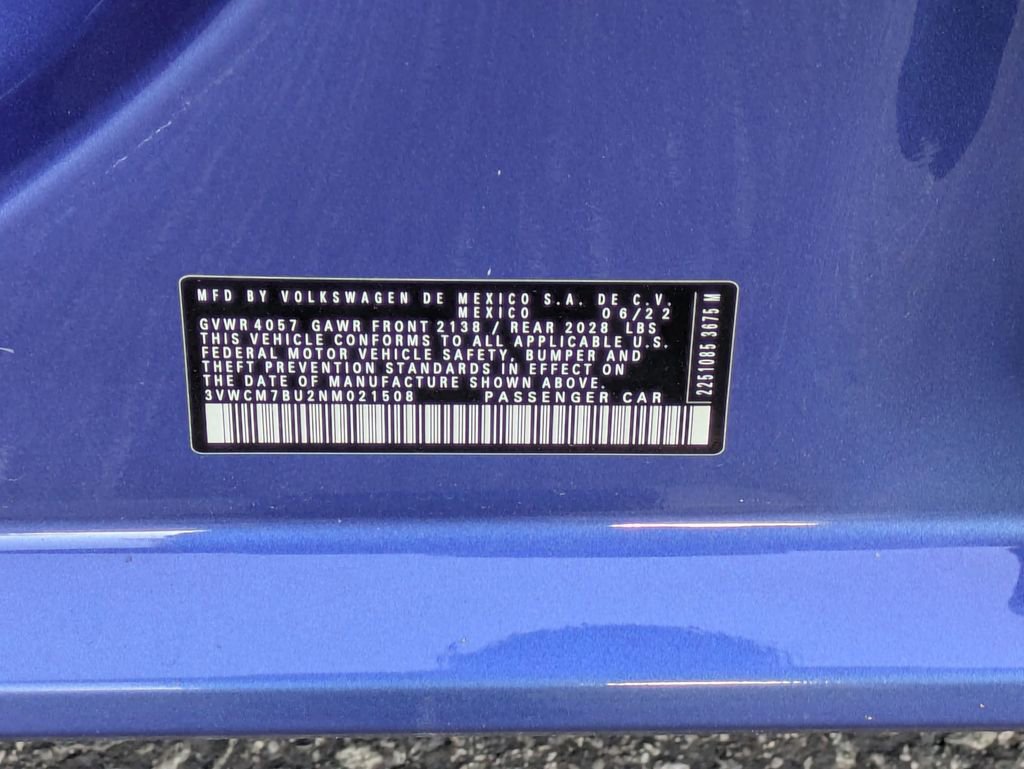 MFD BY VOLKSWAGEN DE MEXICO S.A. DE C.V.
MEXICO 06/22
GVWR 4057 GAWR FRONT 2138 / REAR 2028 LBS
THIS VEHICLE CONFORMS TO ALL APPLICABLE U.S.
FEDERAL MOTOR VEHICLE SAFETY, BUMPER AND
THEFT PREVENTION STANDARDS IN EFFECT ON
THE DATE OF MANUFACTURE SHOWN ABOVE.
3VWCM7BU2NM021508 PASSENGER CAR
2251085 3675 M